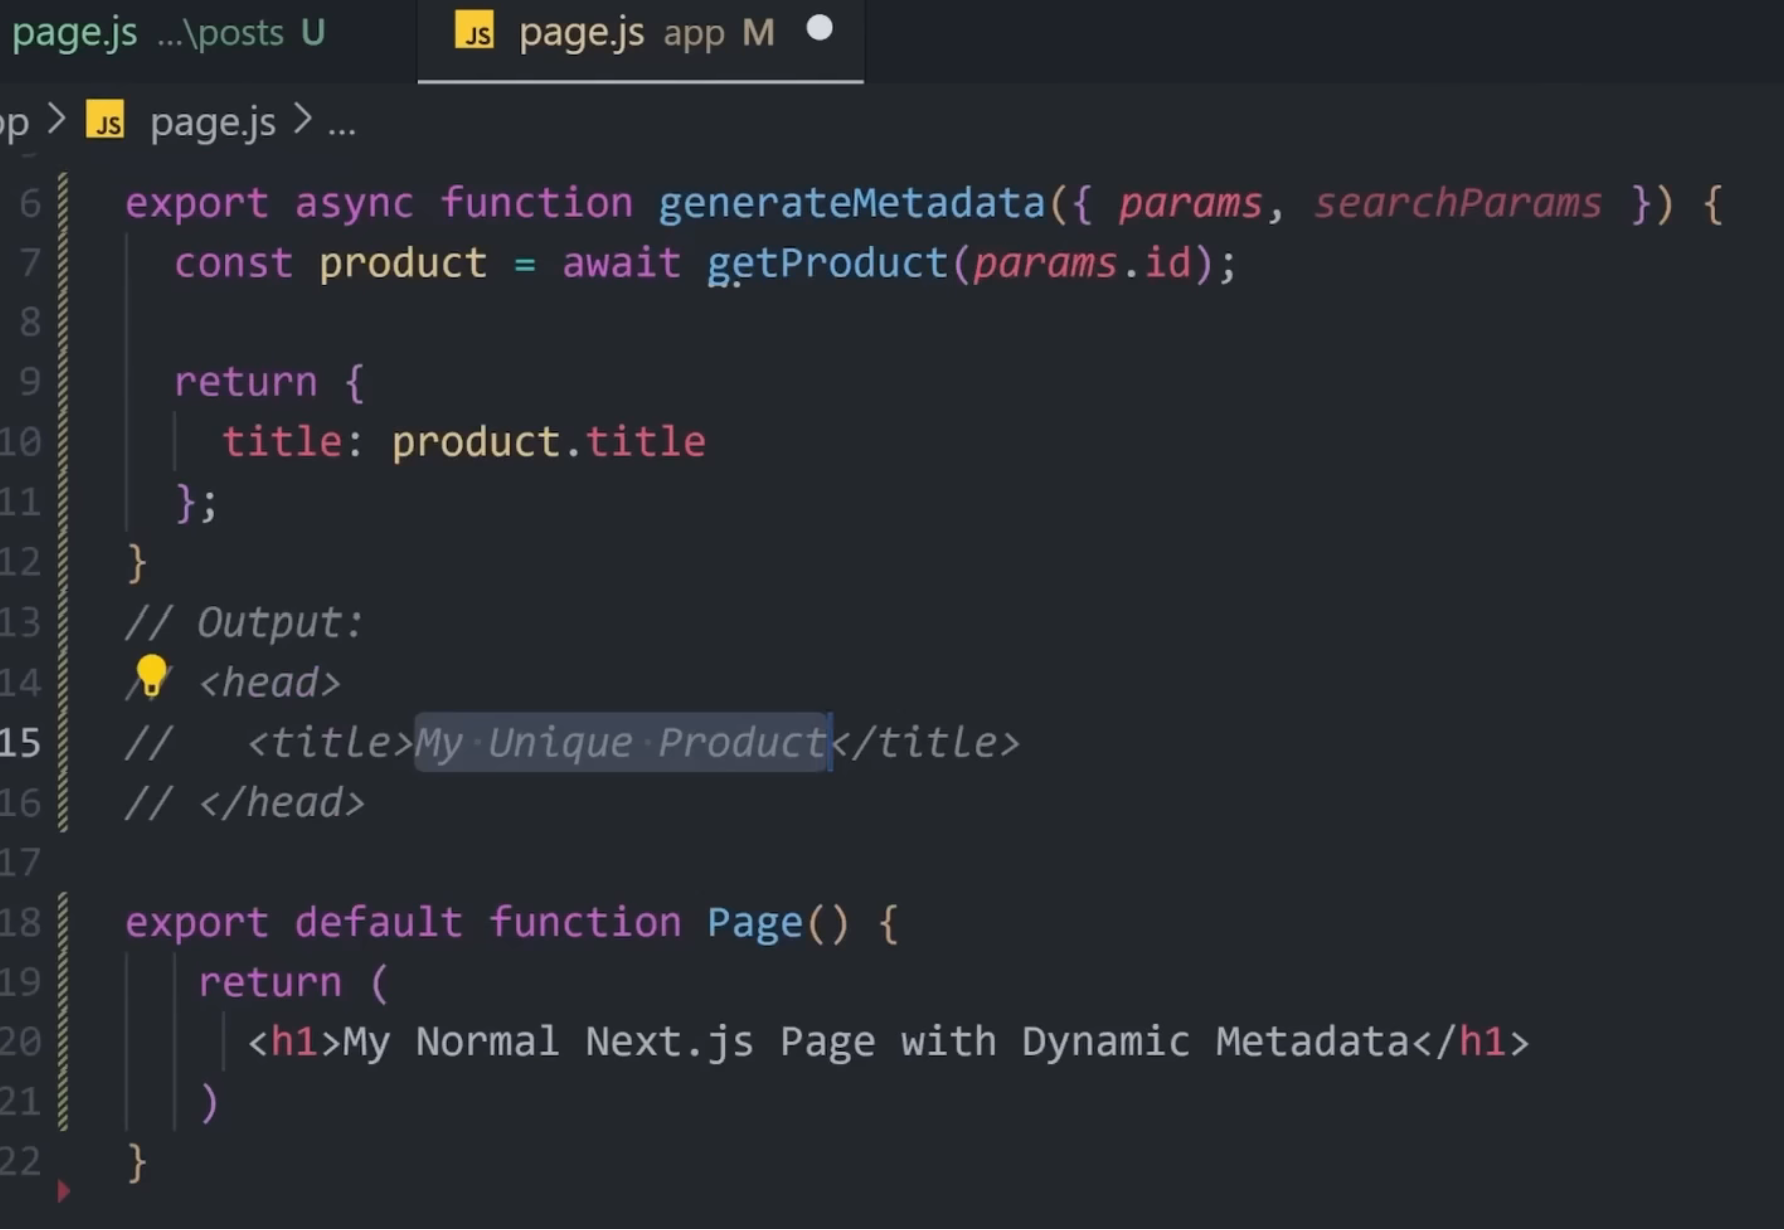 page.js ...\posts U
JS page.js app M
op > JS page.js > ...
6 export async function generateMetadata({ params, searchParams }) {
7 const product = await getProduct(params.id);
8
9 return {
10 title: product.title
11 };
12 }
13 // Output:
14 // <head>
15 // <title>My Unique Product</title>
16 // </head>
17
18 export default function Page() {
19 return (
20 <h1>My Normal Next.js Page with Dynamic Metadata</h1>
21 )
22 }